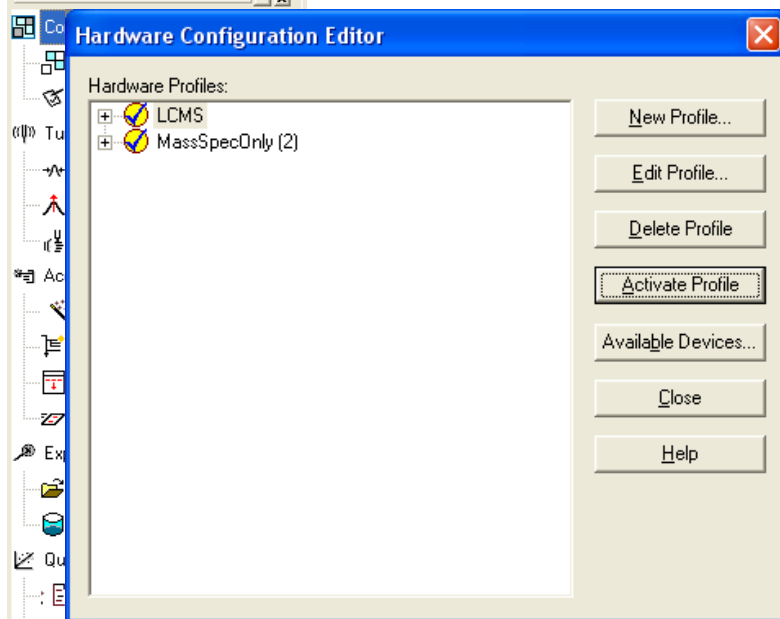 Co
Hardware Configuration Editor
Hardware Profiles:
LCMS
MassSpecOnly (2)
New Profile...
Edit Profile...
Delete Profile
Activate Profile
Available Devices...
Close
Help
Tu
Ac
Exp
Qu